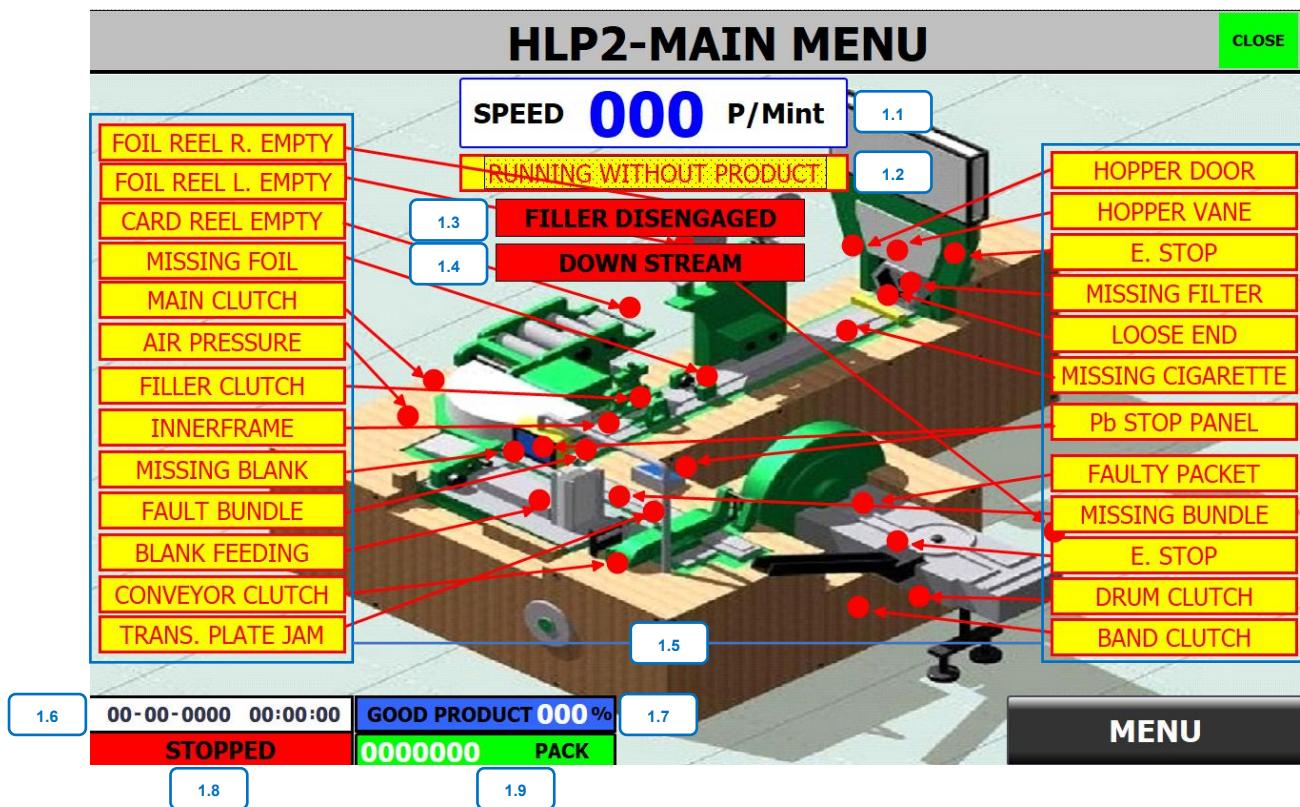 HLP2-MAIN MENU
CLOSE
SPEED 000 P/Mint
1.1
RUNNING WITHOUT PRODUCT
1.2
1.3
FILLER DISENGAGED
1.4
DOWN STREAM
FOIL REEL R. EMPTY
FOIL REEL L. EMPTY
CARD REEL EMPTY
MISSING FOIL
MAIN CLUTCH
AIR PRESSURE
FILLER CLUTCH
INNERFRAME
MISSING BLANK
FAULT BUNDLE
BLANK FEEDING
CONVEYOR CLUTCH
TRANS. PLATE JAM
HOPPER DOOR
HOPPER VANE
E. STOP
MISSING FILTER
LOOSE END
MISSING CIGARETTE
Pb STOP PANEL
FAULTY PACKET
MISSING BUNDLE
E. STOP
DRUM CLUTCH
BAND CLUTCH
1.5
1.6
00-00-0000 00:00:00
GOOD PRODUCT 000 %
1.7
STOPPED
0000000 PACK
MENU
1.8
1.9